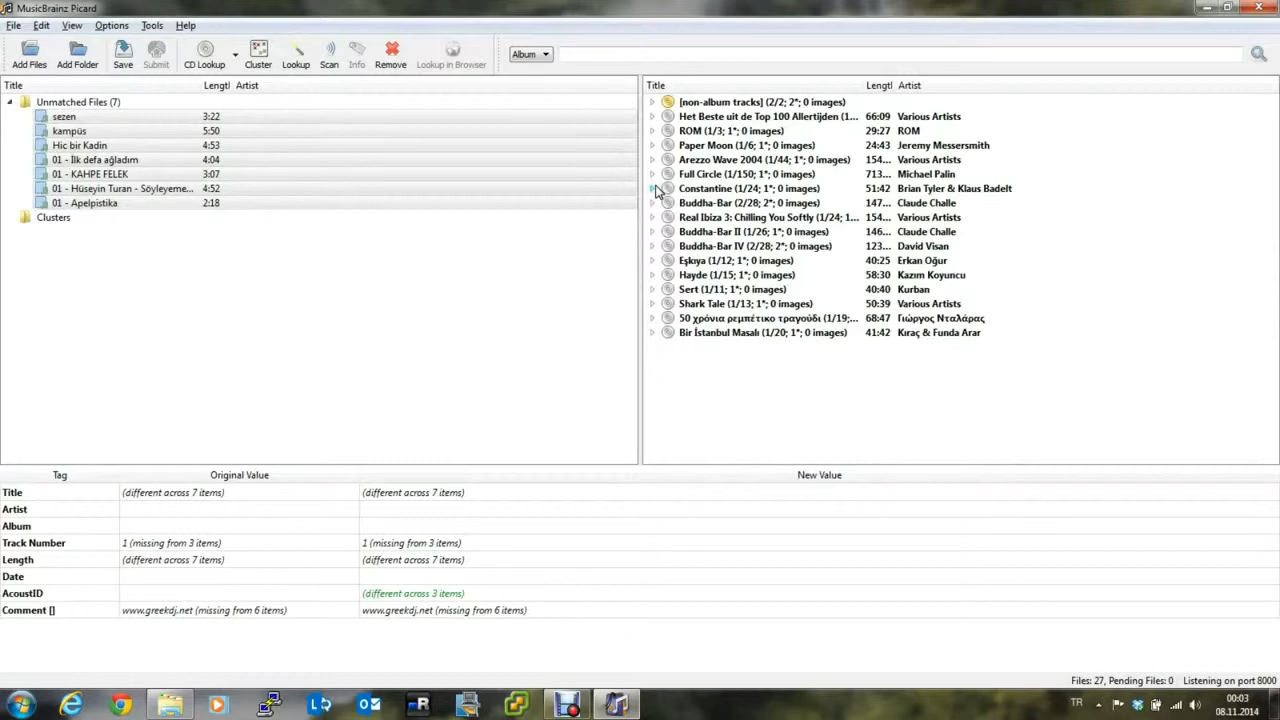 MusicBrainz Picard
File Edit View Options Tools Help
Add Files Add Folder Save Submit CD Lookup Cluster Lookup Scan Info Remove Lookup in Browser Album
Title Lengtl Artist
Unmatched Files (7)
sezen 3:22
kampüs 5:50
Hic bir Kadin 4:53
01 - İlk defa ağladım 4:04
01 - KAHPE FELEK 3:07
01 - Hüseyin Turan - Söyleyeme... 4:52
01 - Apelpistika 2:18
Clusters
Title Lengtl Artist
[non-album tracks] (2/2; 2*; 0 images)
Het Beste uit de Top 100 Allertijden (1... 66:09 Various Artists
ROM (1/3; 1*; 0 images) 29:27 ROM
Paper Moon (1/6; 1*; 0 images) 24:43 Jeremy Messersmith
Arezzo Wave 2004 (1/44; 1*; 0 images) 154... Various Artists
Full Circle (1/150; 1*; 0 images) 713... Michael Palin
Constantine (1/24; 1*; 0 images) 51:42 Brian Tyler & Klaus Badelt
Buddha-Bar (2/28; 2*; 0 images) 147... Claude Challe
Real Ibiza 3: Chilling You Softly (1/24; 1... 154... Various Artists
Buddha-Bar II (1/26; 1*; 0 images) 146... Claude Challe
Buddha-Bar IV (2/28; 2*; 0 images) 123... David Visan
Eşkıya (1/12; 1*; 0 images) 40:25 Erkan Oğur
Hayde (1/15; 1*; 0 images) 58:30 Kazım Koyuncu
Sert (1/11; 1*; 0 images) 40:40 Kurban
Shark Tale (1/13; 1*; 0 images) 50:39 Various Artists
50 χρόνια ρεμπέτικο τραγούδι (1/19;... 68:47 Γιώργος Νταλάρας
Bir İstanbul Masalı (1/20; 1*; 0 images) 41:42 Kıraç & Funda Arar
Tag Original Value New Value
Title (different across 7 items) (different across 7 items)
Artist
Album
Track Number 1 (missing from 3 items) 1 (missing from 3 items)
Length (different across 7 items) (different across 7 items)
Date
AcoustID (different across 3 items)
Comment [] www.greekdj.net (missing from 6 items) www.greekdj.net (missing from 6 items)
Files: 27, Pending Files: 0 Listening on port 8000
TR 00:03
08.11.2014